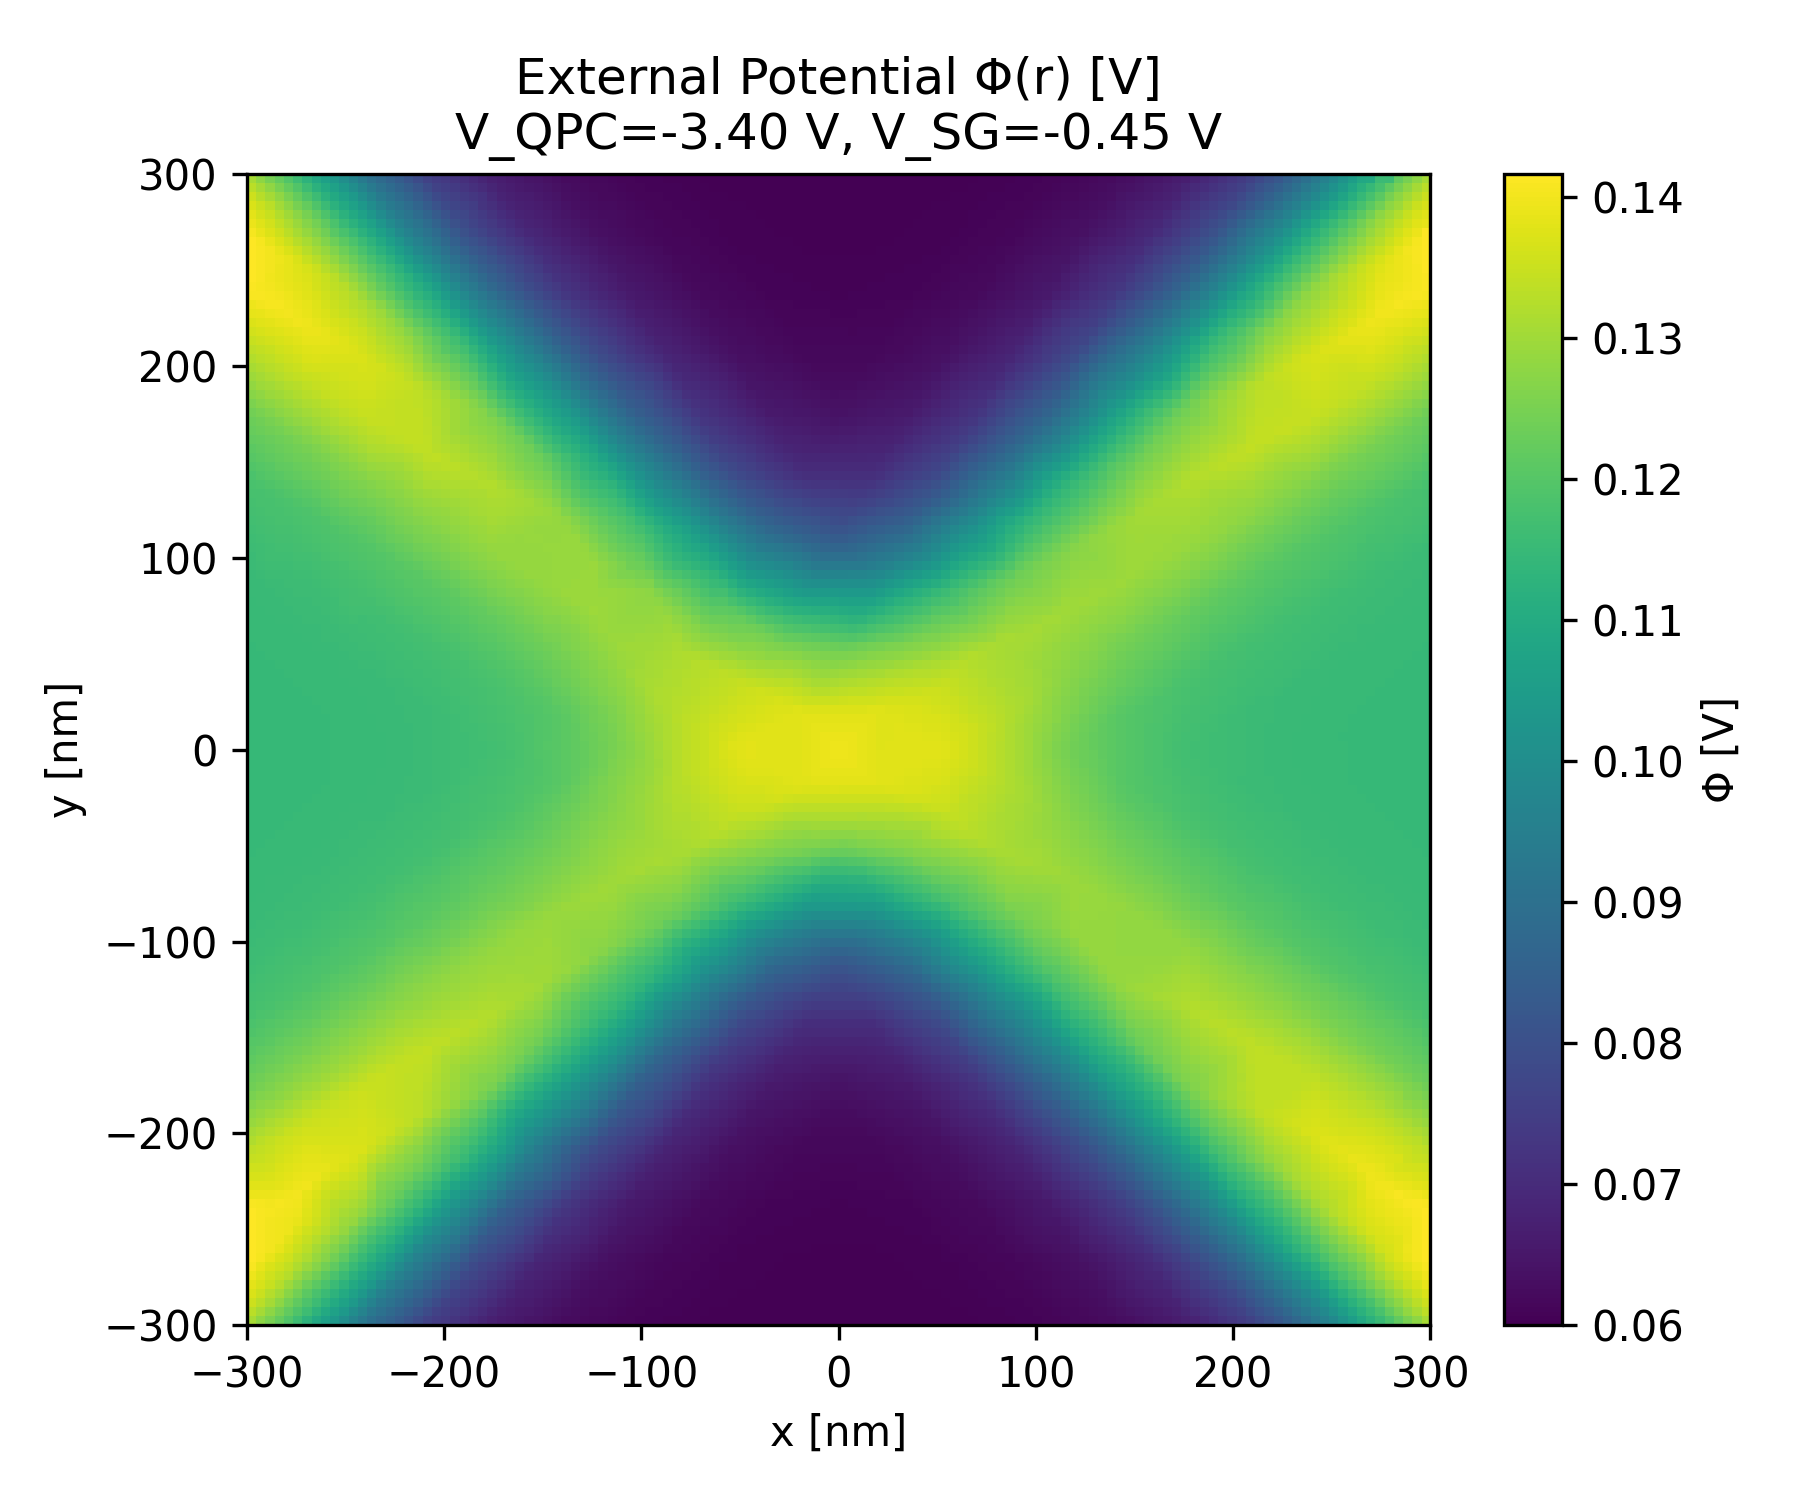 External Potential Φ(r) [V]
V_QPC=-3.40 V, V_SG=-0.45 V
300
200
100
0
−100
−200
−300
y [nm]
−300 −200 −100 0 100 200 300
x [nm]
0.14
0.13
0.12
0.11
0.10
0.09
0.08
0.07
0.06
Φ [V]